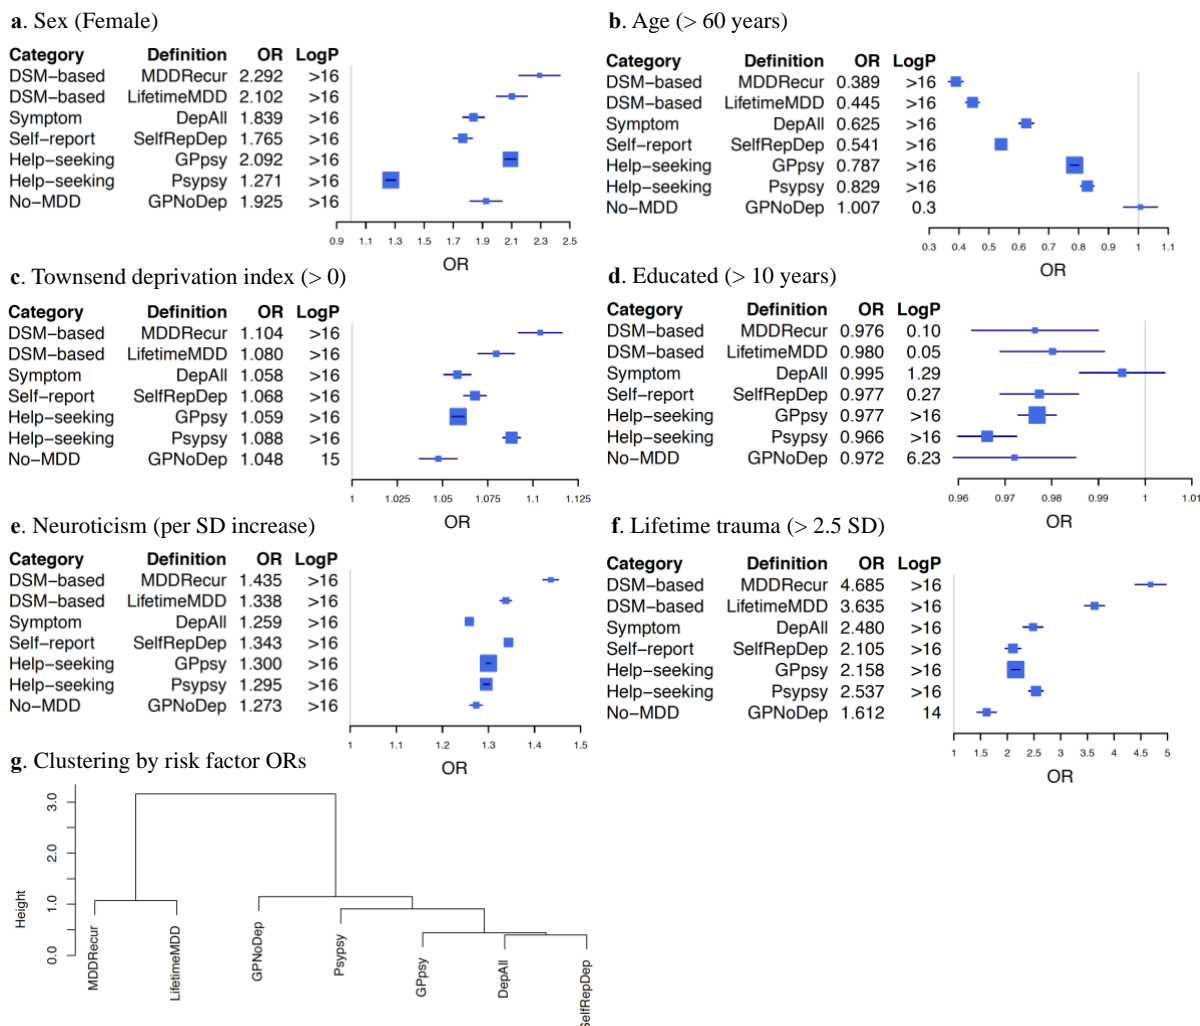 a. Sex (Female)
Category Definition OR LogP
DSM−based MDDRecur 2.292 >16
DSM−based LifetimeMDD 2.102 >16
Symptom DepAll 1.839 >16
Self−report SelfRepDep 1.765 >16
Help−seeking GPpsy 2.092 >16
Help−seeking Psypsy 1.271 >16
No−MDD GPNoDep 1.925 >16
0.9 1.1 1.3 1.5 1.7 1.9 2.1 2.3 2.5
OR
b. Age (> 60 years)
Category Definition OR LogP
DSM−based MDDRecur 0.389 >16
DSM−based LifetimeMDD 0.445 >16
Symptom DepAll 0.625 >16
Self−report SelfRepDep 0.541 >16
Help−seeking GPpsy 0.787 >16
Help−seeking Psypsy 0.829 >16
No−MDD GPNoDep 1.007 0.3
0.3 0.4 0.5 0.6 0.7 0.8 0.9 1 1.1
OR
c. Townsend deprivation index (> 0)
Category Definition OR LogP
DSM−based MDDRecur 1.104 >16
DSM−based LifetimeMDD 1.080 >16
Symptom DepAll 1.058 >16
Self−report SelfRepDep 1.068 >16
Help−seeking GPpsy 1.059 >16
Help−seeking Psypsy 1.088 >16
No−MDD GPNoDep 1.048 15
1 1.025 1.05 1.075 1.1 1.125
OR
d. Educated (> 10 years)
Category Definition OR LogP
DSM−based MDDRecur 0.976 0.10
DSM−based LifetimeMDD 0.980 0.05
Symptom DepAll 0.995 1.29
Self−report SelfRepDep 0.977 0.27
Help−seeking GPpsy 0.977 >16
Help−seeking Psypsy 0.966 >16
No−MDD GPNoDep 0.972 6.23
0.96 0.97 0.98 0.99 1 1.01
OR
e. Neuroticism (per SD increase)
Category Definition OR LogP
DSM−based MDDRecur 1.435 >16
DSM−based LifetimeMDD 1.338 >16
Symptom DepAll 1.259 >16
Self−report SelfRepDep 1.343 >16
Help−seeking GPpsy 1.300 >16
Help−seeking Psypsy 1.295 >16
No−MDD GPNoDep 1.273 >16
1 1.1 1.2 1.3 1.4 1.5
OR
f. Lifetime trauma (> 2.5 SD)
Category Definition OR LogP
DSM−based MDDRecur 4.685 >16
DSM−based LifetimeMDD 3.635 >16
Symptom DepAll 2.480 >16
Self−report SelfRepDep 2.105 >16
Help−seeking GPpsy 2.158 >16
Help−seeking Psypsy 2.537 >16
No−MDD GPNoDep 1.612 14
1 1.5 2 2.5 3 3.5 4 4.5 5
OR
g. Clustering by risk factor ORs
Height
3.0
2.0
1.0
0.0
MDDRecur
LifetimeMDD
GPNoDep
Psypsy
GPpsy
DepAll
SelfRepDep